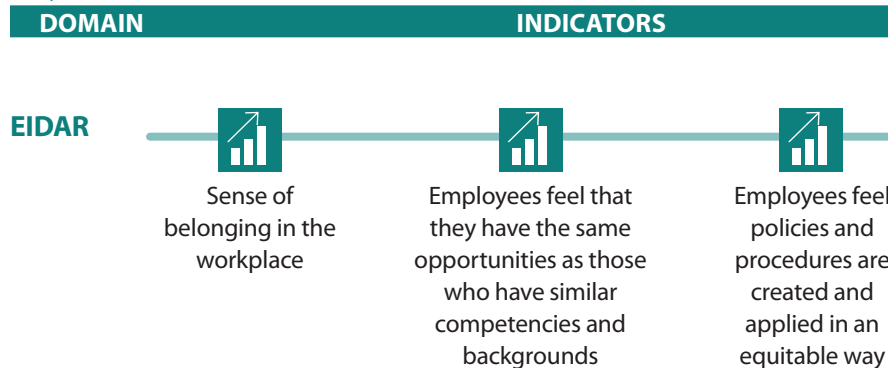 DOMAIN INDICATORS
EIDAR
Sense of
belonging in the
workplace
Employees feel that
they have the same
opportunities as those
who have similar
competencies and
backgrounds
Employees feel
policies and
procedures are
created and
applied in an
equitable way